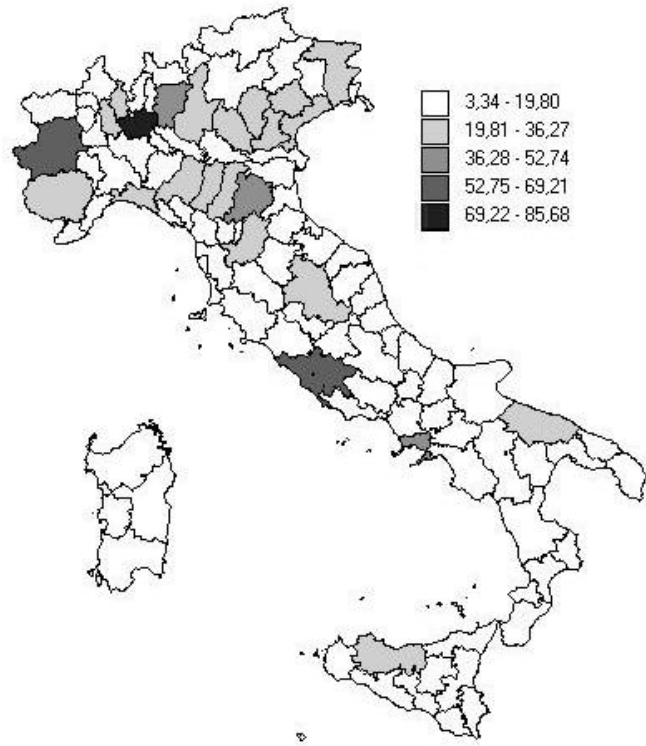 3,34 - 19,80
19,81 - 36,27
36,28 - 52,74
52,75 - 69,21
69,22 - 85,68